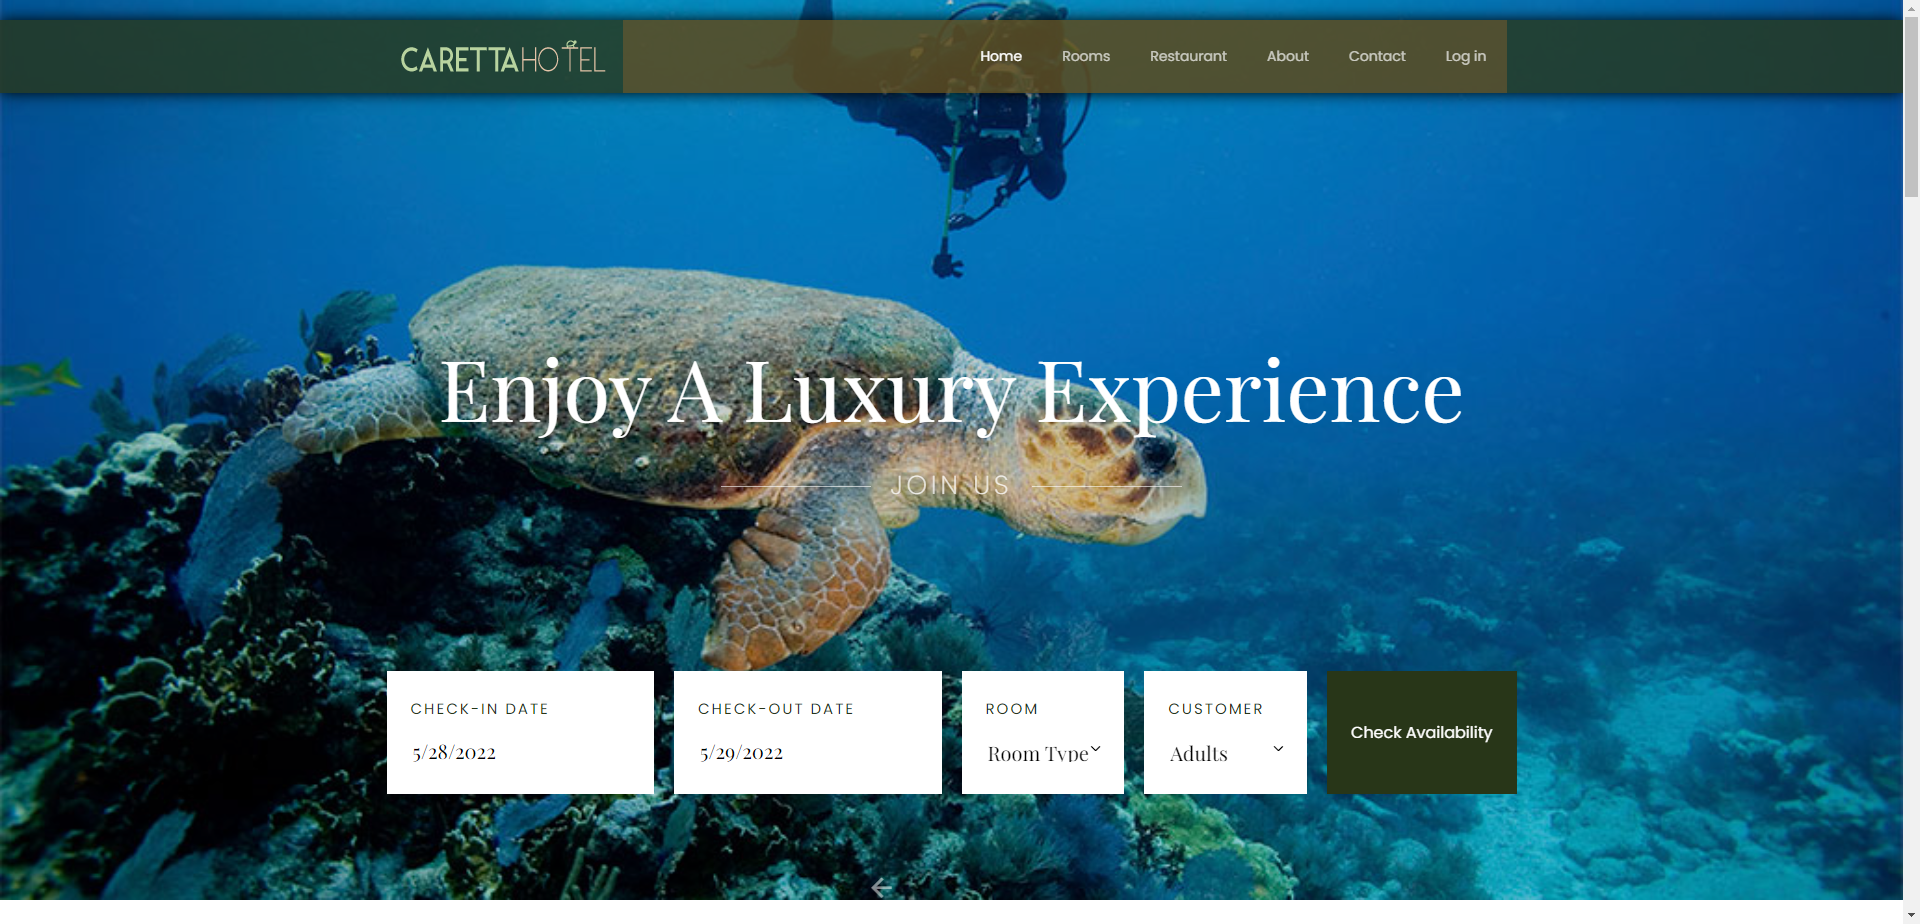 CARETTAHOTEL
Home Rooms Restaurant About Contact Log in
Enjoy A Luxury Experience
JOIN US
CHECK-IN DATE
5/28/2022
CHECK-OUT DATE
5/29/2022
ROOM
Room Type
CUSTOMER
Adults
Check Availability